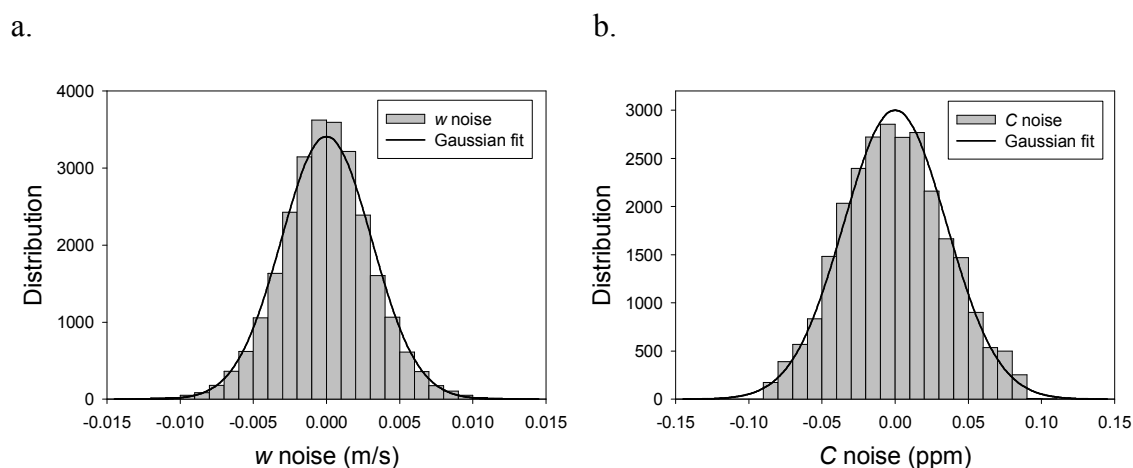 a.
b.
4000
3000
2000
1000
0
Distribution
w noise
Gaussian fit
-0.015
-0.010
-0.005
0.000
0.005
0.010
0.015
w noise (m/s)
3000
2500
2000
1500
1000
500
0
Distribution
C noise
Gaussian fit
-0.15
-0.10
-0.05
0.00
0.05
0.10
0.15
C noise (ppm)